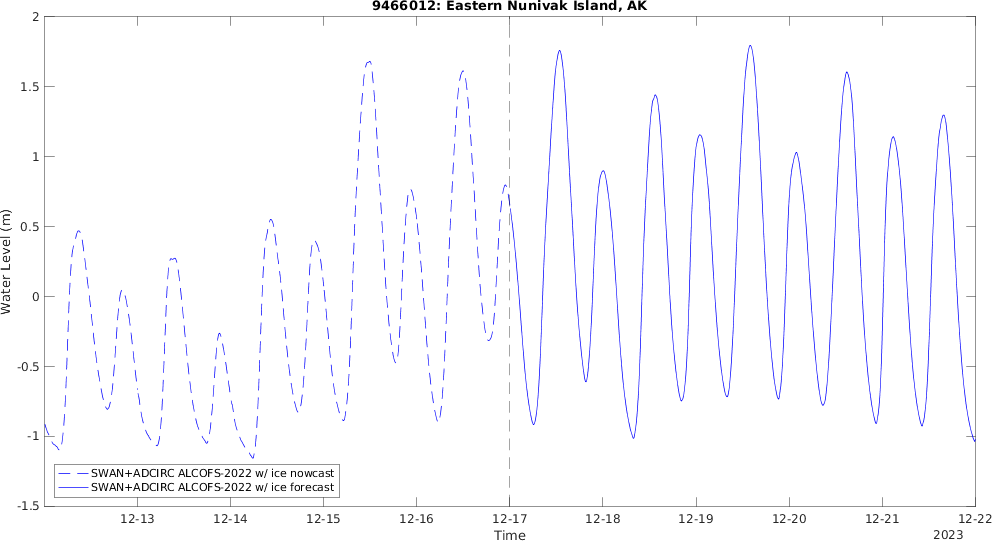 9466012: Eastern Nunivak Island, AK
2
1.5
1
0.5
0
-0.5
-1
-1.5
Water Level (m)
SWAN+ADCIRC ALCOFS-2022 w/ ice nowcast
SWAN+ADCIRC ALCOFS-2022 w/ ice forecast
12-13 12-14 12-15 12-16 12-17 12-18 12-19 12-20 12-21 12-22
Time
2023